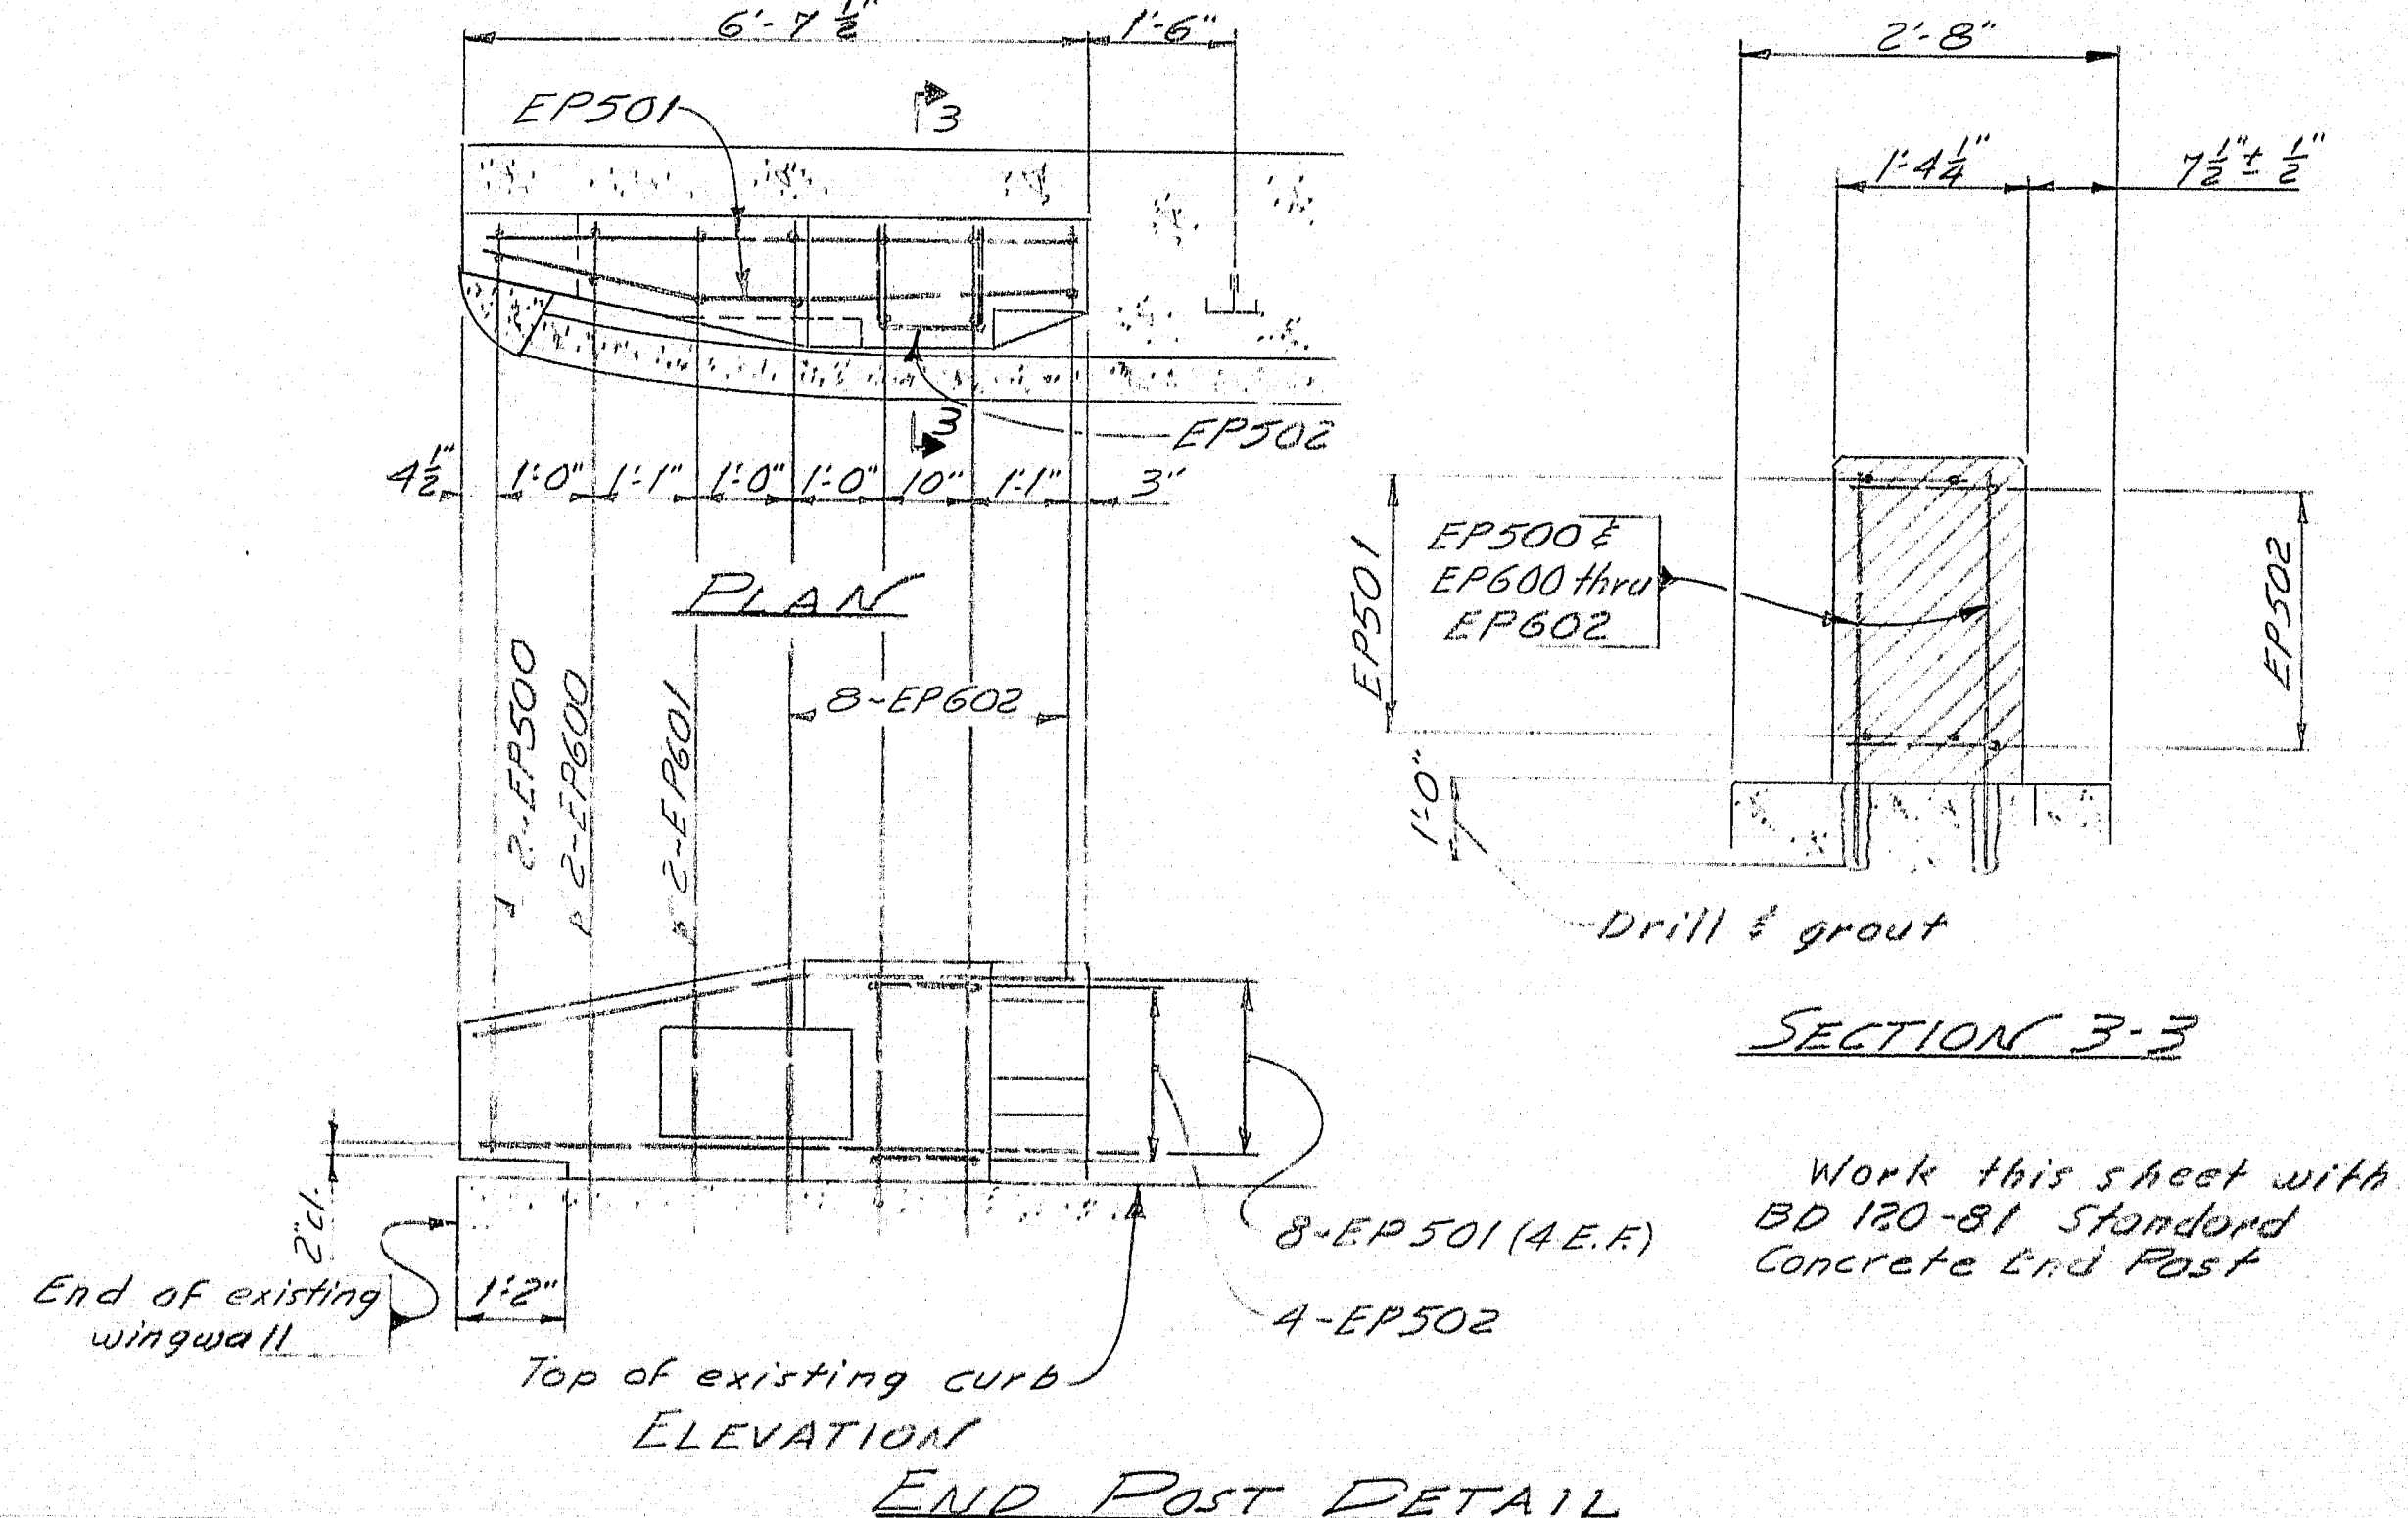 6'-7 1/2"
1'-6"
2'-8"
EP501
3
1'-4 1/4"
7 1/2" ± 1/2"
3
EP502
4 1/2"
1'-0"
1'-1"
1'-0"
1'-0"
10"
1'-1"
3"
PLAN
EP501
EP500 &
EP600 thru
EP602
EP502
2-EP500
2-EP600
2-EP601
8-EP602
1'-0"
Drill & grout
SECTION 3-3
2" cl.
End of existing
wingwall
1'-2"
8-EP501 (4 E.F.)
4-EP502
Top of existing curb
ELEVATION
Work this sheet with
BD 120-81 Standard
Concrete End Post
END POST DETAIL